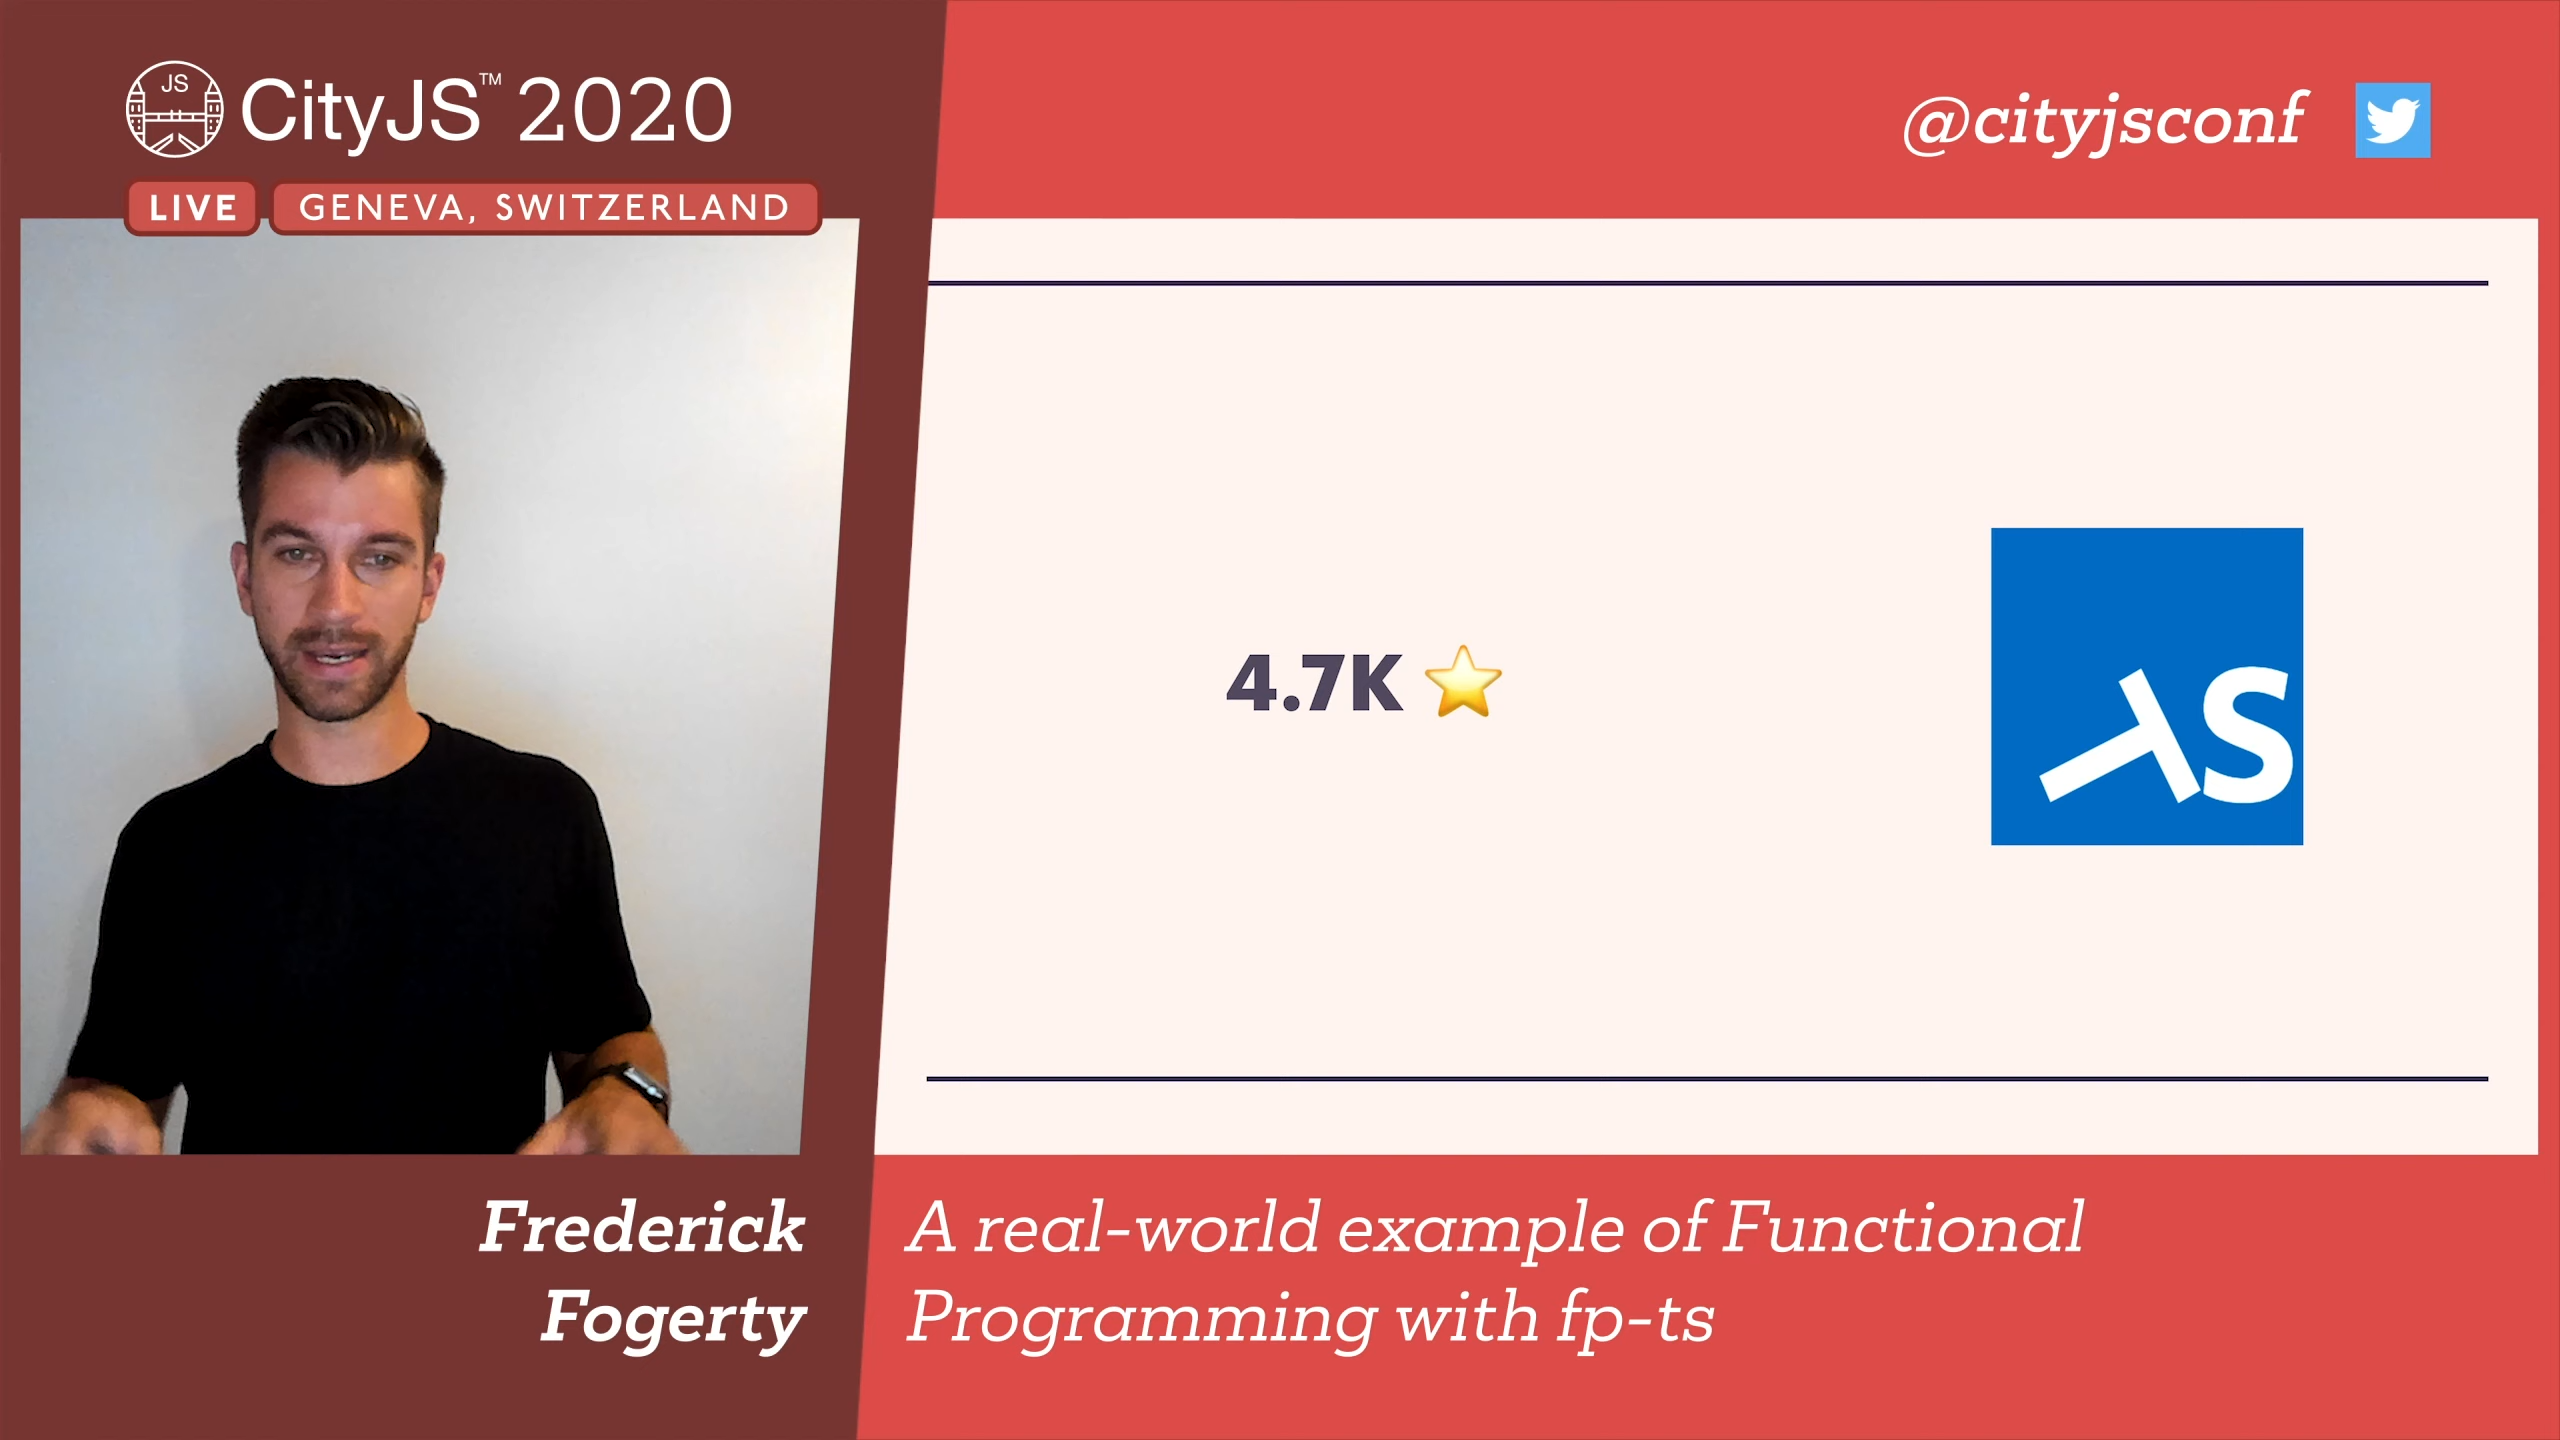 JS
CityJS™ 2020
LIVE
GENEVA, SWITZERLAND
@cityjsconf
4.7K ⭐
TS
Frederick
Fogerty
A real-world example of Functional
Programming with fp-ts